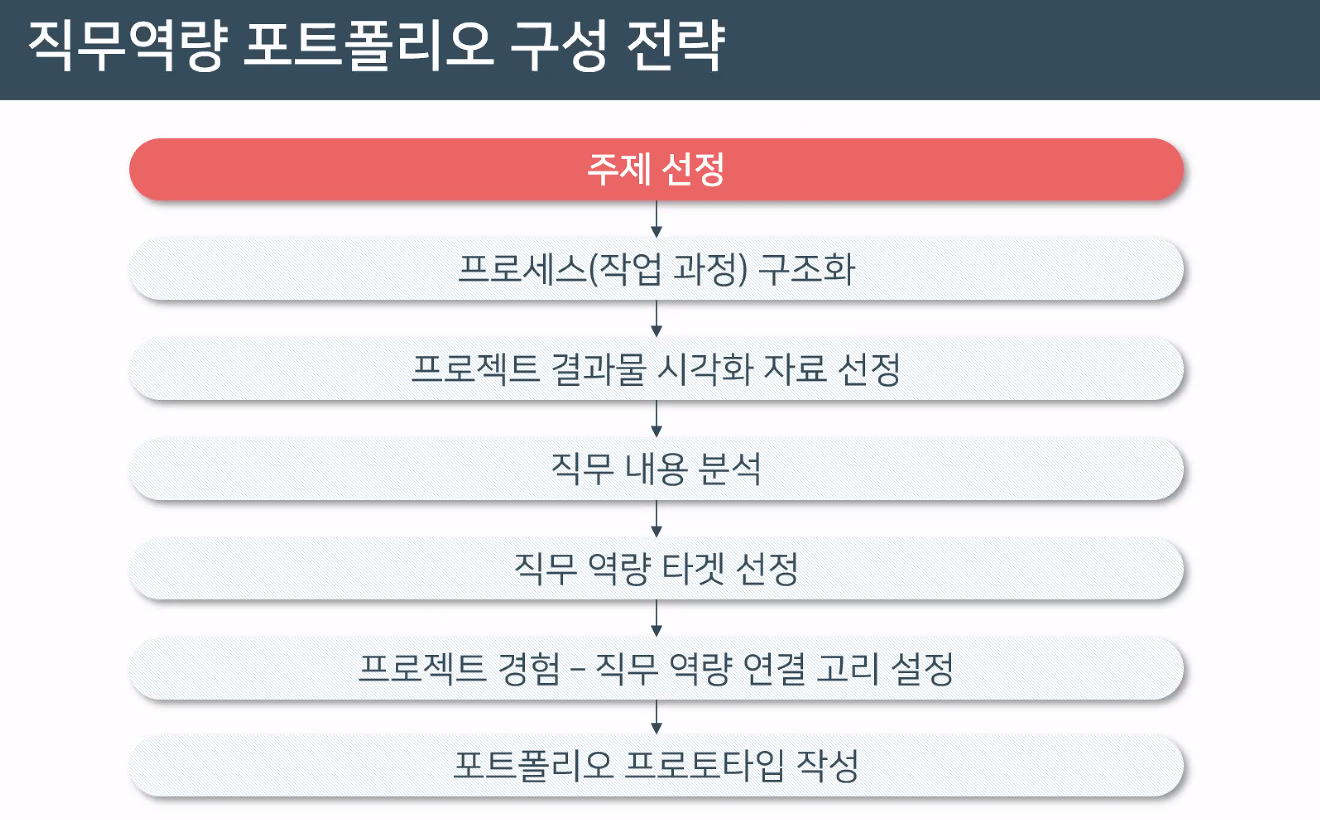 직무역량 포트폴리오 구성 전략
주제 선정
프로세스(작업 과정) 구조화
프로젝트 결과물 시각화 자료 선정
직무 내용 분석
직무 역량 타겟 선정
프로젝트 경험 – 직무 역량 연결 고리 설정
포트폴리오 프로토타입 작성